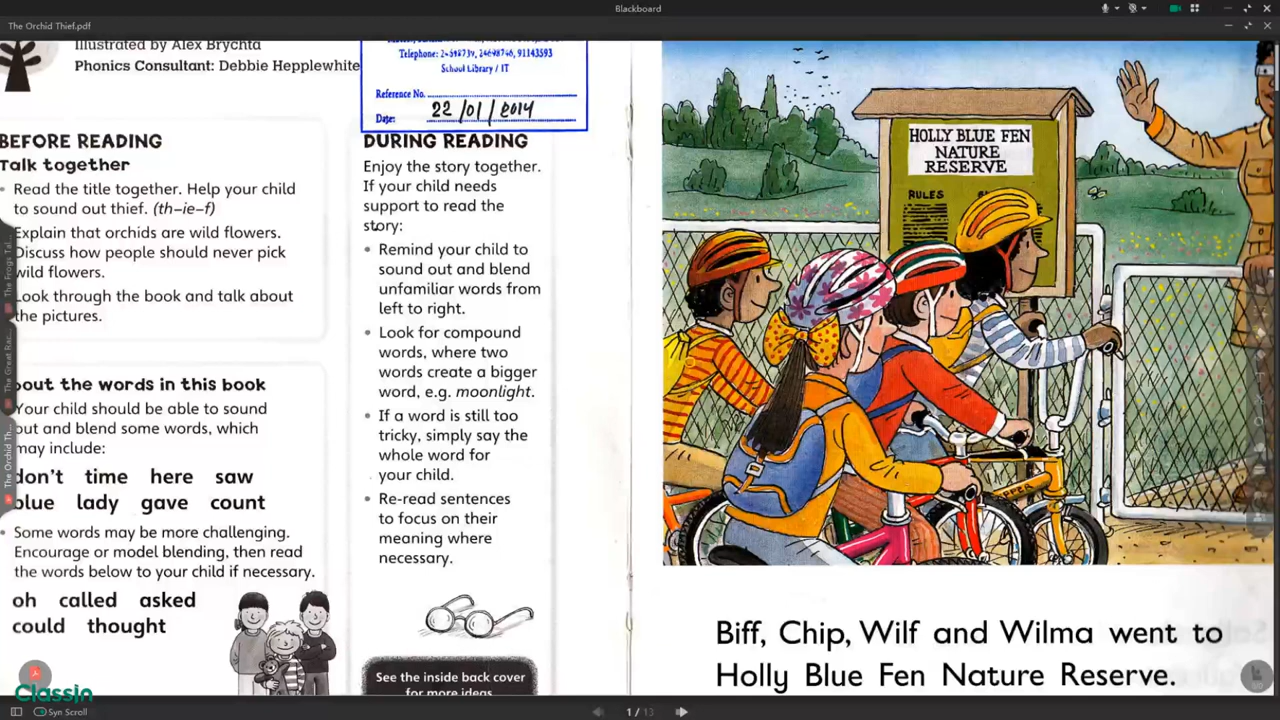 Blackboard
The Orchid Thief.pdf
Illustrated by Alex Brychta
Phonics Consultant: Debbie Hepplewhite
School Library / IT
Reference No.
Date: 22/01/2014
BEFORE READING
Talk together
Read the title together. Help your child
to sound out thief. (th–ie–f)
Explain that orchids are wild flowers.
Discuss how people should never pick
wild flowers.
Look through the book and talk about
the pictures.
out the words in this book
Your child should be able to sound
out and blend some words, which
may include:
don't time here saw
blue lady gave count
Some words may be more challenging.
Encourage or model blending, then read
the words below to your child if necessary.
oh called asked
could thought
DURING READING
Enjoy the story together.
If your child needs
support to read the
story:
Remind your child to
sound out and blend
unfamiliar words from
left to right.
Look for compound
words, where two
words create a bigger
word, e.g. moonlight.
If a word is still too
tricky, simply say the
whole word for
your child.
Re-read sentences
to focus on their
meaning where
necessary.
See the inside back cover
for more ideas
HOLLY BLUE FEN
NATURE
RESERVE
RULES
Biff, Chip, Wilf and Wilma went to
Holly Blue Fen Nature Reserve.
ClassIn
Syn Scroll
1 / 13